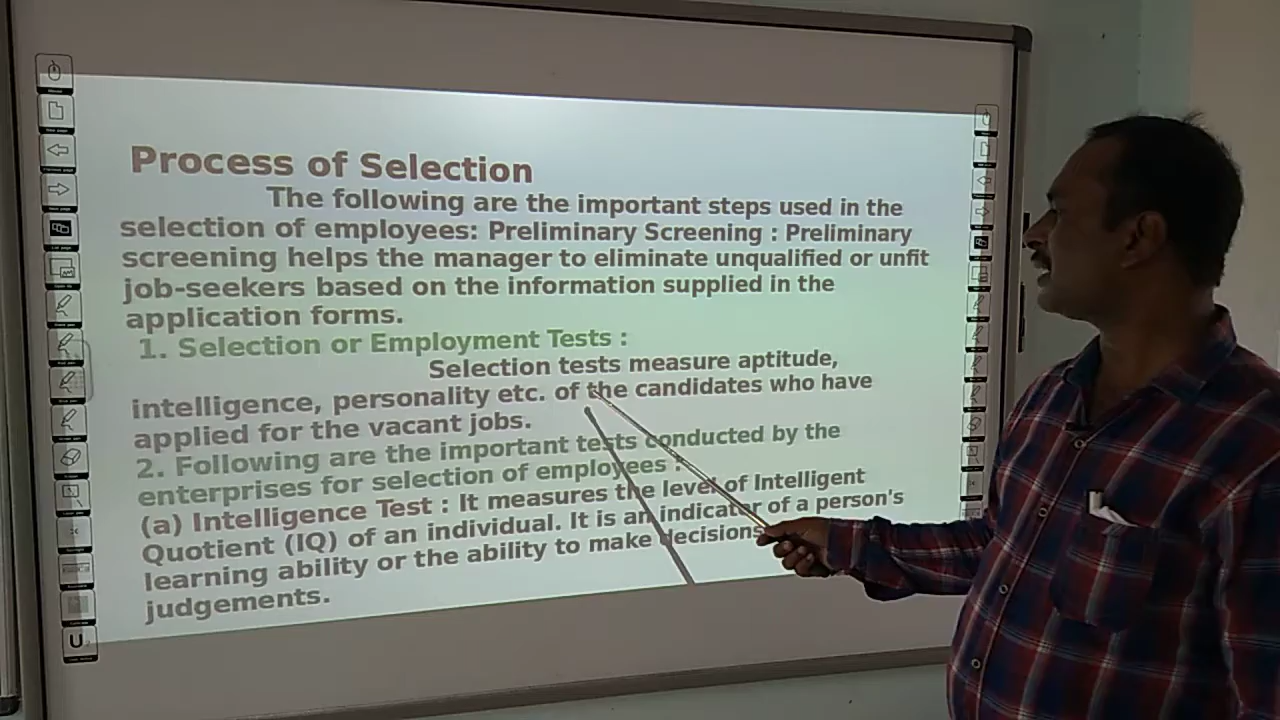 Process of Selection
The following are the important steps used in the
selection of employees: Preliminary Screening : Preliminary
screening helps the manager to eliminate unqualified or unfit
job-seekers based on the information supplied in the
application forms.
1. Selection or Employment Tests :
Selection tests measure aptitude,
intelligence, personality etc. of the candidates who have
applied for the vacant jobs.
2. Following are the important tests conducted by the
enterprises for selection of employees :
(a) Intelligence Test : It measures the level of Intelligent
Quotient (IQ) of an individual. It is an indicator of a person's
learning ability or the ability to make decisions
judgements.
U